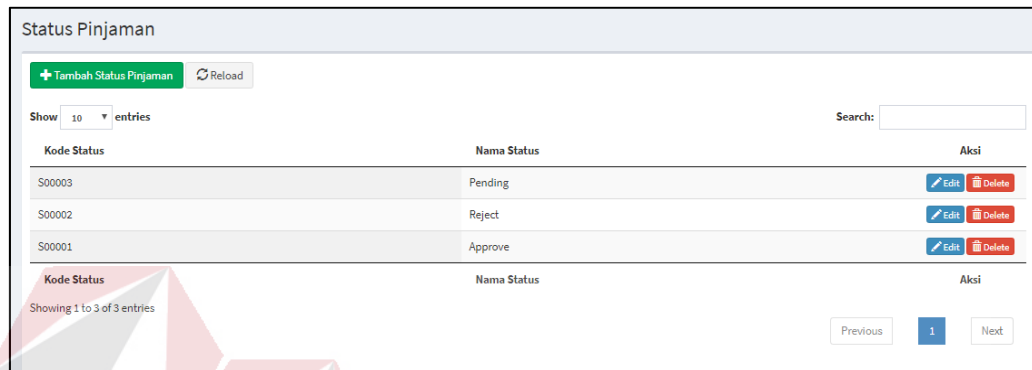 Status Pinjaman
Tambah Status Pinjaman Reload
Show 10 entries Search:
Kode Status Nama Status Aksi
S00003 Pending Edit Delete
S00002 Reject Edit Delete
S00001 Approve Edit Delete
Kode Status Nama Status Aksi
Showing 1 to 3 of 3 entries
Previous 1 Next